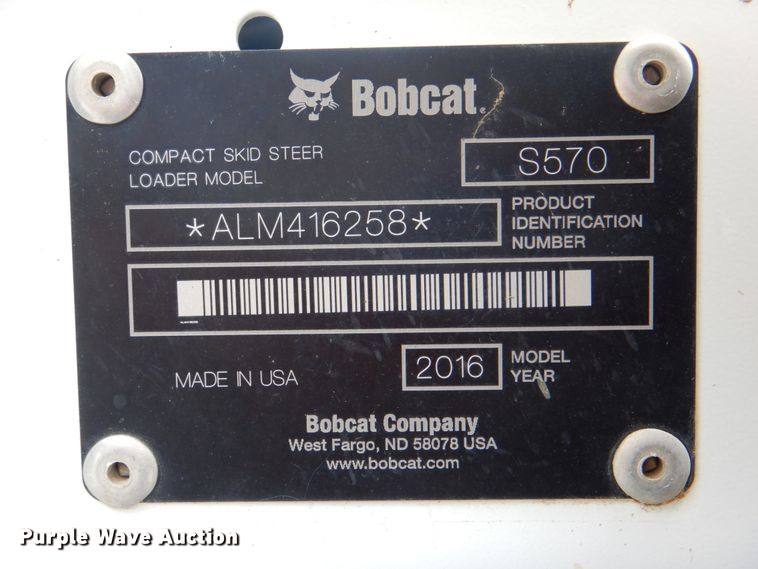 Bobcat.
COMPACT SKID STEER
LOADER MODEL
S570
*ALM416258*
PRODUCT
IDENTIFICATION
NUMBER
MADE IN USA
2016
MODEL
YEAR
Bobcat Company
West Fargo, ND 58078 USA
www.bobcat.com
Purple Wave Auction